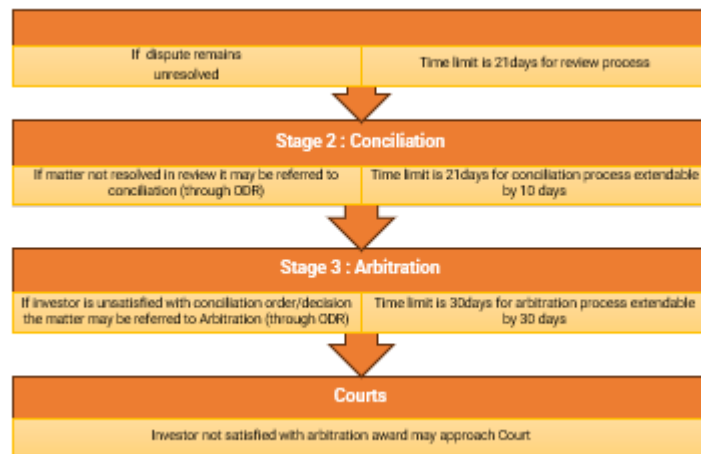 If dispute remains
unresolved
Time limit is 21days for review process
Stage 2 : Conciliation
If matter not resolved in review it may be referred to
conciliation (through ODR)
Time limit is 21days for conciliation process extendable
by 10 days
Stage 3 : Arbitration
If investor is unsatisfied with conciliation order/decision
the matter may be referred to Arbitration (through ODR)
Time limit is 30days for arbitration process extendable
by 30 days
Courts
Investor not satisfied with arbitration award may approach Court